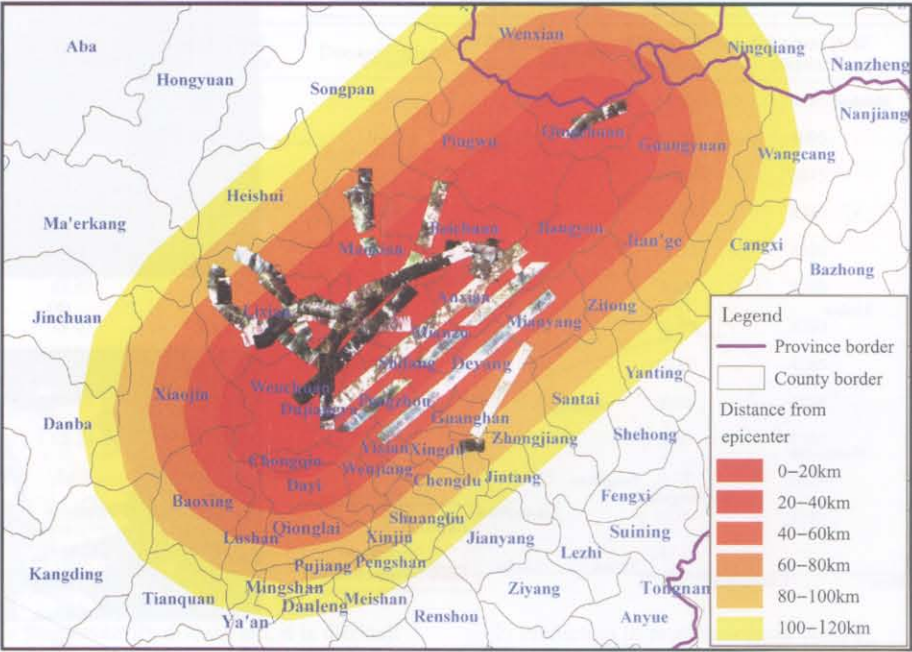 Wenxian
Aba
Ningqiang
Hongyuan
Nanzheng
Songpan
Nanjiang
Qingchuan
Pingwu
Guangyuan
Wangcang
Heishui
Ma'erkang
Beichuan
Jiangyou
Jian'ge
Cangxi
Maoxian
Bazhong
Anxian
Zitong
Lixian
Jinchuan
Mianyang
Mianzu
Legend
Province border
County border
Distance from
epicenter
0–20km
20–40km
40–60km
60–80km
80–100km
100–120km
Shifang
Deyang
Yanting
Wenchuan
Xiaojin
Santai
Pengzhou
Guanghan
Danba
Shehong
Zhongjiang
Xingdu
Chongqin
Wenjiang
Chengdu
Jintang
Dayi
Fengxi
Baoxing
Shuangliu
Qionglai
Suining
Lushan
Xinjin
Jianyang
Lezhi
Pujiang
Pengshan
Kangding
Mingshan
Ziyang
Tongnan
Tianquan
Danleng
Meishan
Renshou
Anyue
Ya'an